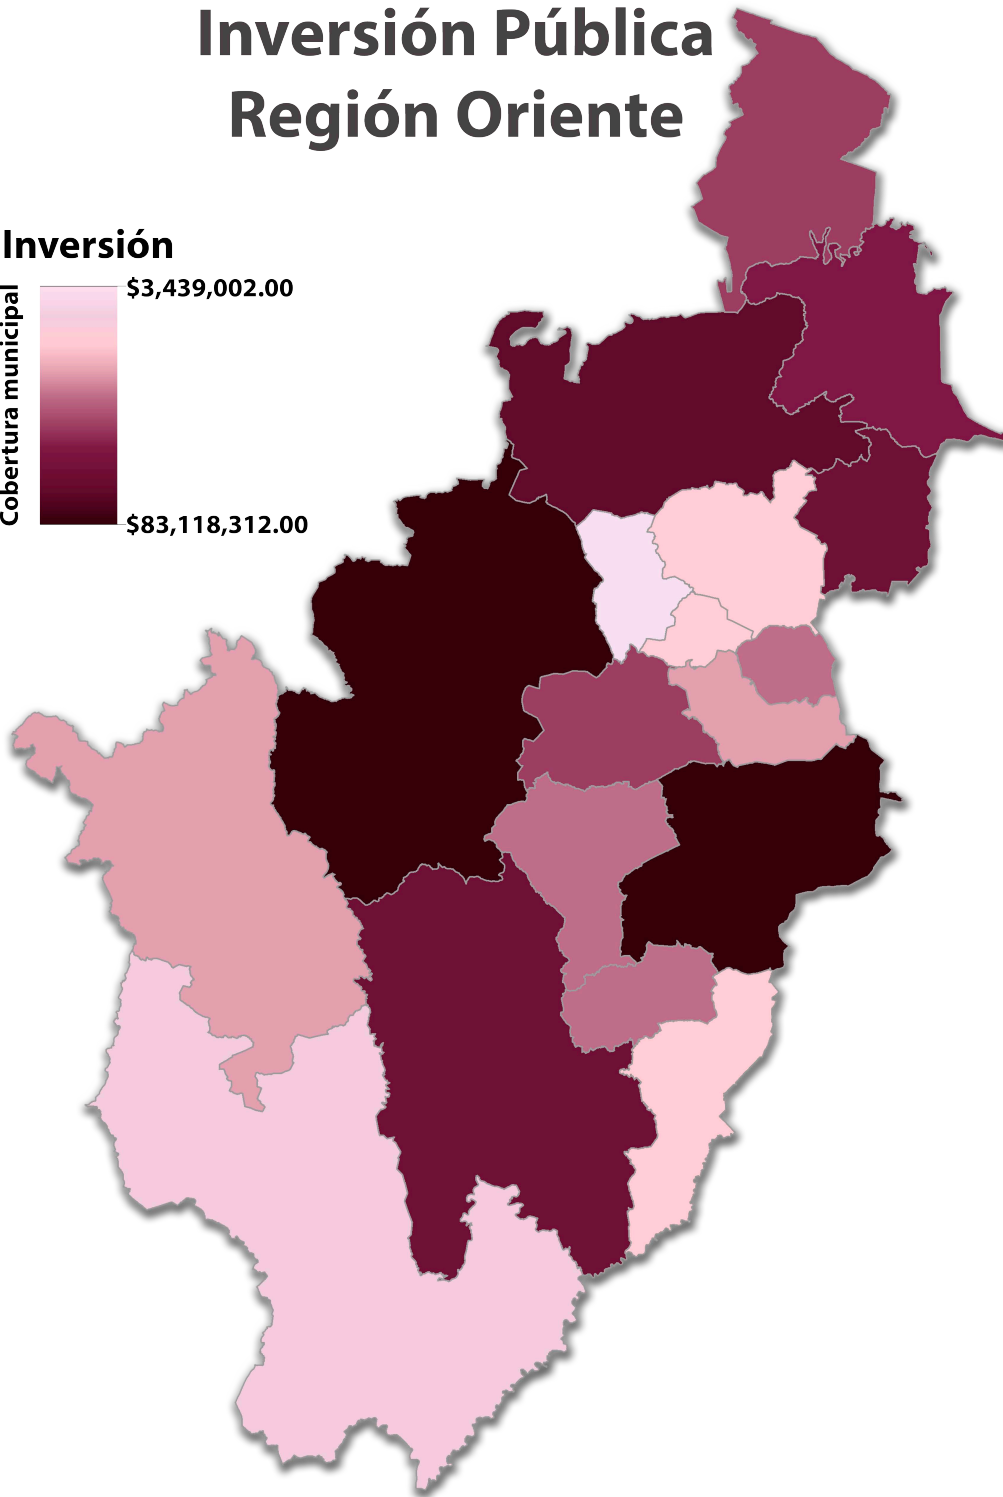 Inversión Pública
Región Oriente
Inversión
$3,439,002.00
Cobertura municipal
$83,118,312.00